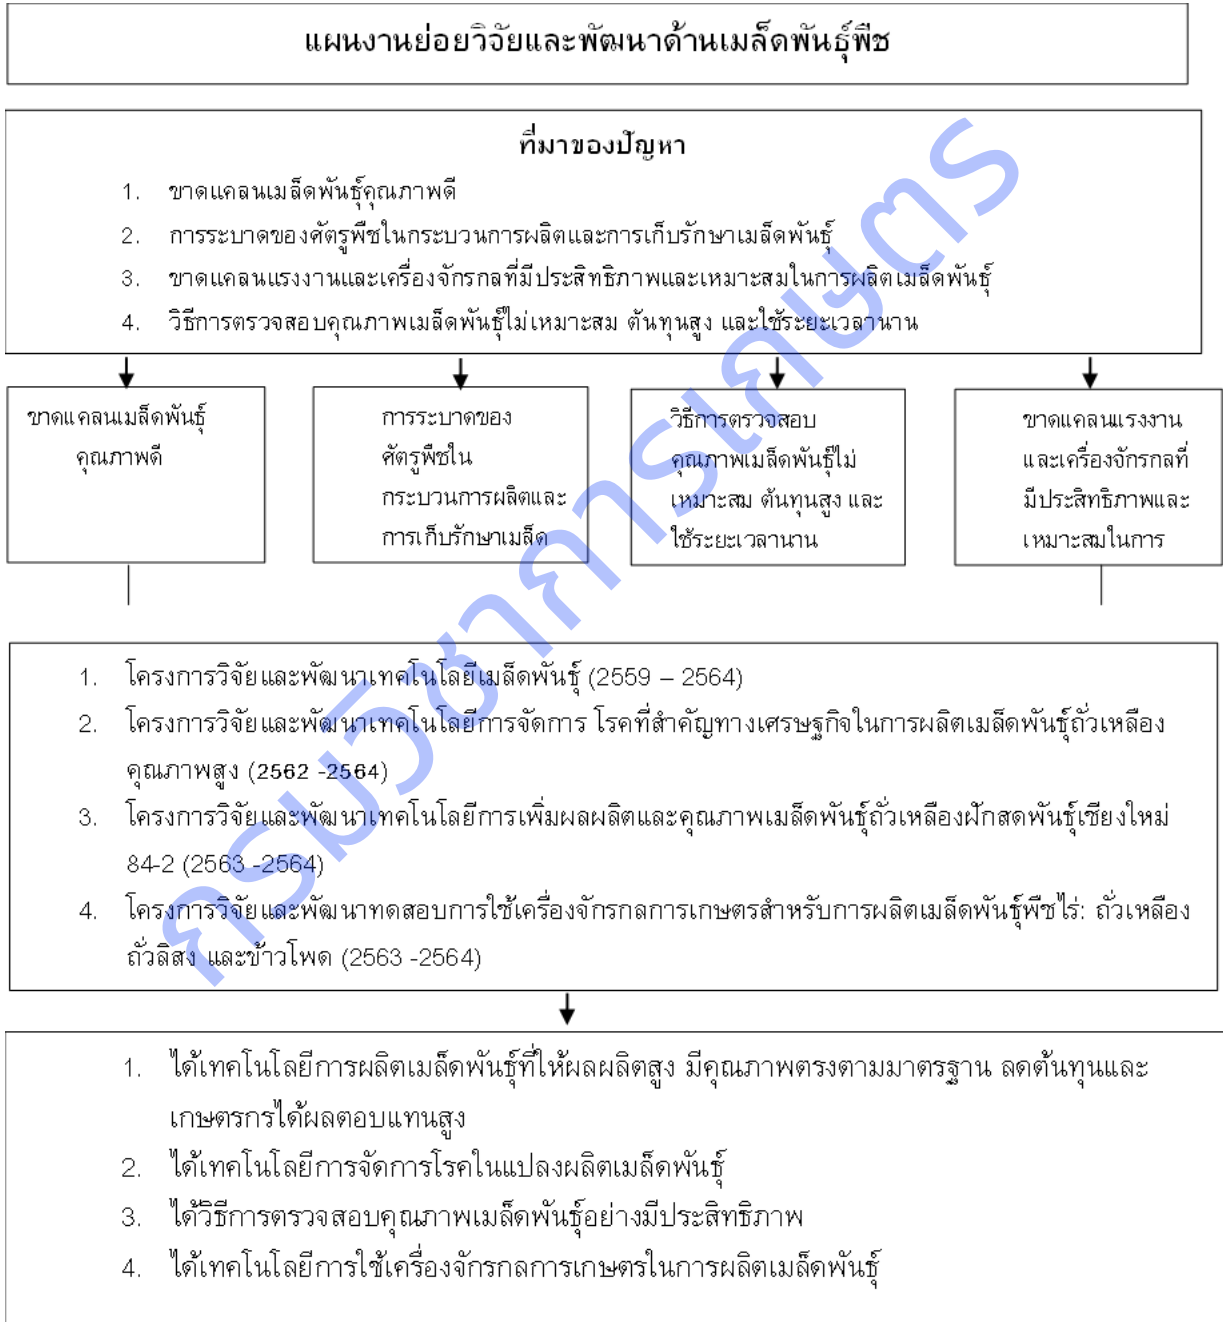 แผนงานย่อยวิจัยและพัฒนาด้านเมล็ดพันธุ์พืช
ที่มาของปัญหา
1. ขาดแคลนเมล็ดพันธุ์คุณภาพดี
2. การระบาดของศัตรูพืชในกระบวนการผลิตและการเก็บรักษาเมล็ดพันธุ์
3. ขาดแคลนแรงงานและเครื่องจักรกลที่มีประสิทธิภาพและเหมาะสมในการผลิตเมล็ดพันธุ์
4. วิธีการตรวจสอบคุณภาพเมล็ดพันธุ์ไม่เหมาะสม ต้นทุนสูง และใช้ระยะเวลานาน
ขาดแคลนเมล็ดพันธุ์
คุณภาพดี
การระบาดของ
ศัตรูพืชใน
กระบวนการผลิตและ
การเก็บรักษาเมล็ด
วิธีการตรวจสอบ
คุณภาพเมล็ดพันธุ์ไม่
เหมาะสม ต้นทุนสูง และ
ใช้ระยะเวลานาน
ขาดแคลนแรงงาน
และเครื่องจักรกลที่
มีประสิทธิภาพและ
เหมาะสมในการ
1. โครงการวิจัยและพัฒนาเทคโนโลยีเมล็ดพันธุ์ (2559 – 2564)
2. โครงการวิจัยและพัฒนาเทคโนโลยีการจัดการ โรคที่สำคัญทางเศรษฐกิจในการผลิตเมล็ดพันธุ์ถั่วเหลือง
คุณภาพสูง (2562 -2564)
3. โครงการวิจัยและพัฒนาเทคโนโลยีการเพิ่มผลผลิตและคุณภาพเมล็ดพันธุ์ถั่วเหลืองฝักสดพันธุ์เชียงใหม่
84-2 (2563 -2564)
4. โครงการวิจัยและพัฒนาทดสอบการใช้เครื่องจักรกลการเกษตรสำหรับการผลิตเมล็ดพันธุ์พืชไร่: ถั่วเหลือง
ถั่วลิสง และข้าวโพด (2563 -2564)
1. ได้เทคโนโลยีการผลิตเมล็ดพันธุ์ที่ให้ผลผลิตสูง มีคุณภาพตรงตามมาตรฐาน ลดต้นทุนและ
เกษตรกรได้ผลตอบแทนสูง
2. ได้เทคโนโลยีการจัดการโรคในแปลงผลิตเมล็ดพันธุ์
3. ได้วิธีการตรวจสอบคุณภาพเมล็ดพันธุ์อย่างมีประสิทธิภาพ
4. ได้เทคโนโลยีการใช้เครื่องจักรกลการเกษตรในการผลิตเมล็ดพันธุ์
กรมวิชาการเกษตร